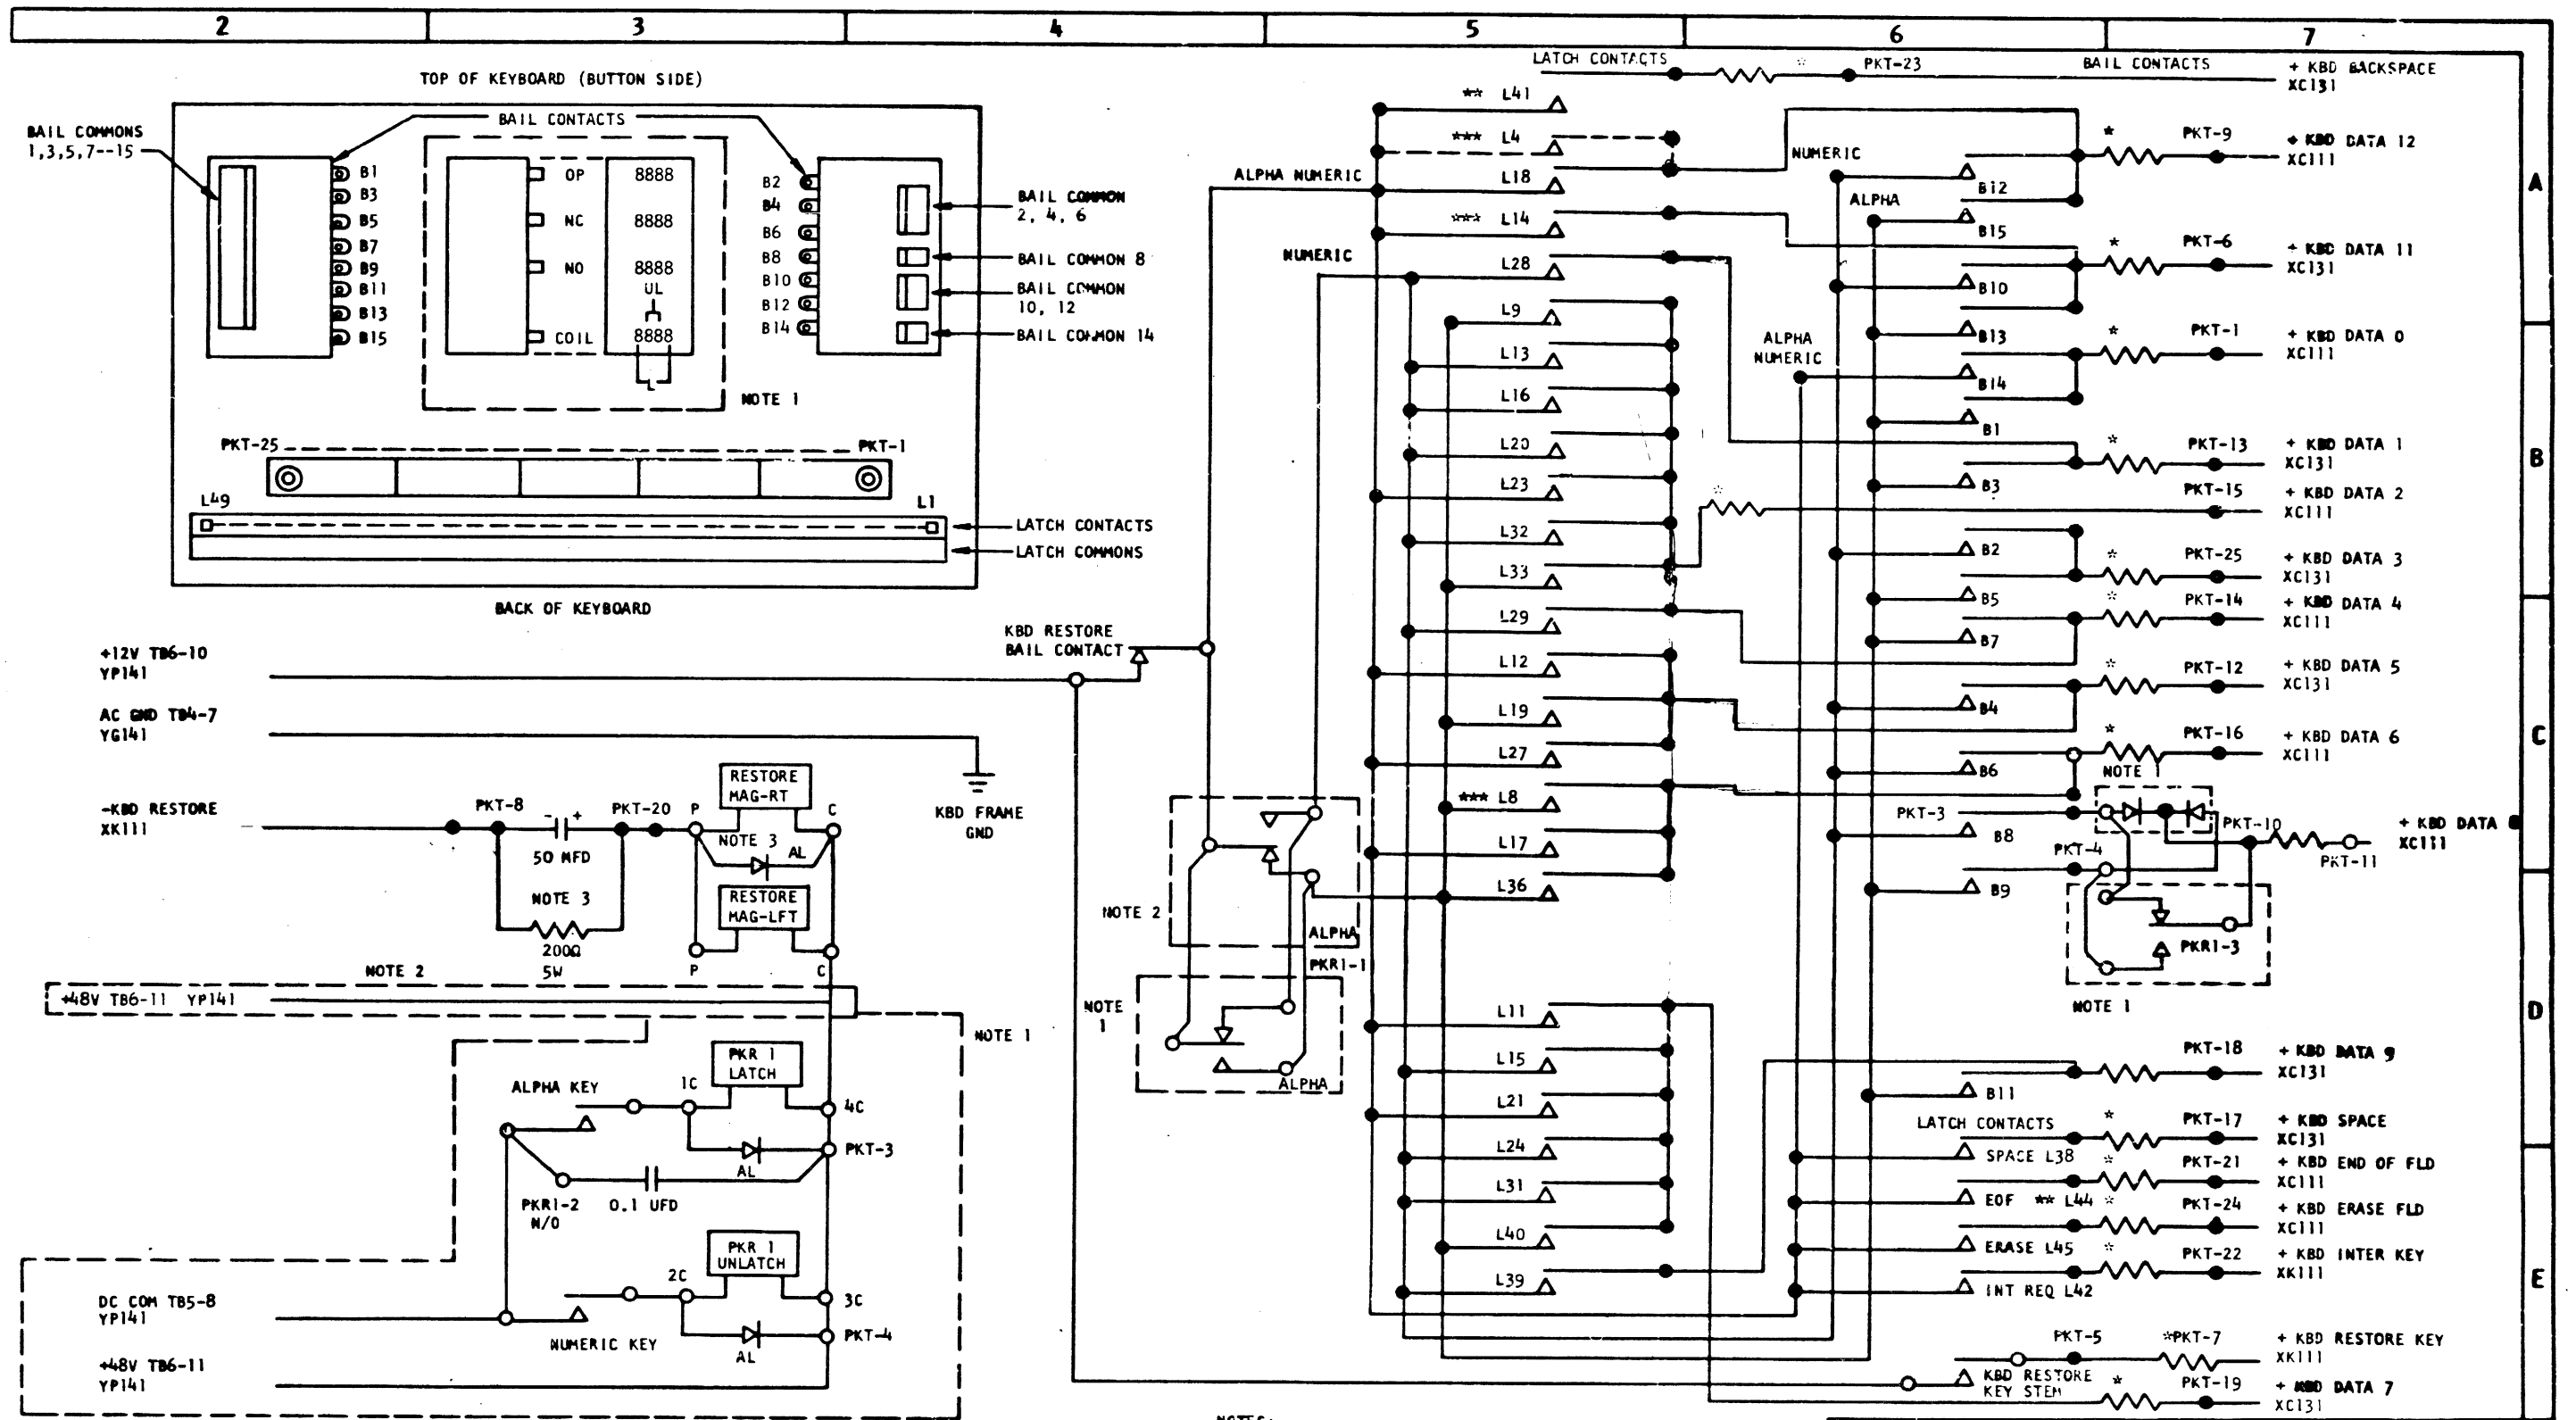 2 3 4 5 6 7
TOP OF KEYBOARD (BUTTON SIDE)
BAIL COMMONS
1,3,5,7--15
BAIL CONTACTS
B1
B3
B5
B7
B9
B11
B13
B15
OP 8888
NC 8888
NO 8888
UL
COIL 8888
L
NOTE 1
B2
B4
B6
B8
B10
B12
B14
BAIL COMMON
2, 4, 6
BAIL COMMON 8
BAIL COMMON
10, 12
BAIL COMMON 14
PKT-25 PKT-1
L49 L1
LATCH CONTACTS
LATCH COMMONS
BACK OF KEYBOARD
+12V TB6-10
YP141
AC GND TB4-7
YG141
-KBD RESTORE
XK111
PKT-8
- +
50 MFD
PKT-20
NOTE 3
200Ω
5W
P
RESTORE
MAG-RT
C
NOTE 3
AL
RESTORE
MAG-LFT
P
C
KBD FRAME
GND
NOTE 2
+48V TB6-11 YP141
NOTE 1
PKR 1
LATCH
ALPHA KEY
1C
4C
AL
PKT-3
PKR1-2
N/O
0.1 UFD
PKR 1
UNLATCH
2C
3C
DC COM TB5-8
YP141
NUMERIC KEY
AL
PKT-4
+48V TB6-11
YP141
KBD RESTORE
BAIL CONTACT
ALPHA NUMERIC
NUMERIC
NOTE 2
ALPHA
PKR1-1
NOTE
1
ALPHA
LATCH CONTACTS
** L41
*** L4
L18
*** L14
L28
L9
L13
L16
L20
L23
L32
L33
L29
L12
L19
L27
*** L8
L17
L36
L11
L15
L21
L24
L31
L40
L39
* PKT-23
BAIL CONTACTS
+ KBD BACKSPACE
XC131
NUMERIC
B12
* PKT-9
+ KBD DATA 12
XC111
ALPHA
B15
B10
* PKT-6
+ KBD DATA 11
XC131
B13
ALPHA
NUMERIC
B14
* PKT-1
+ KBD DATA 0
XC111
B1
* PKT-13
+ KBD DATA 1
XC131
B3
*
PKT-15
+ KBD DATA 2
XC111
B2
* PKT-25
+ KBD DATA 3
XC131
B5
* PKT-14
+ KBD DATA 4
XC111
B7
* PKT-12
+ KBD DATA 5
XC131
B4
* PKT-16
+ KBD DATA 6
XC111
B6
NOTE 1
PKT-3
B8
PKT-10
+ KBD DATA 8
XC111
PKT-4
PKT-11
B9
PKR1-3
NOTE 1
PKT-18
+ KBD DATA 9
XC131
B11
LATCH CONTACTS
* PKT-17
+ KBD SPACE
XC131
SPACE L38
* PKT-21
+ KBD END OF FLD
XC111
EOF ** L44
* PKT-24
+ KBD ERASE FLD
XC111
ERASE L45
* PKT-22
+ KBD INTER KEY
XK111
INT REQ L42
PKT-5
*PKT-7
+ KBD RESTORE KEY
XK111
KBD RESTORE
KEY STEM
* PKT-19
+ KBD DATA 7
XC131
A
B
C
D
E
NOTES: